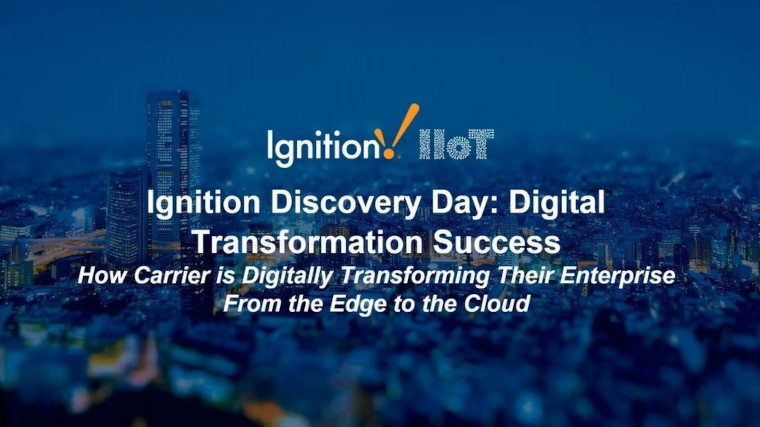 Ignition! IIoT
Ignition Discovery Day: Digital
Transformation Success
How Carrier is Digitally Transforming Their Enterprise
From the Edge to the Cloud